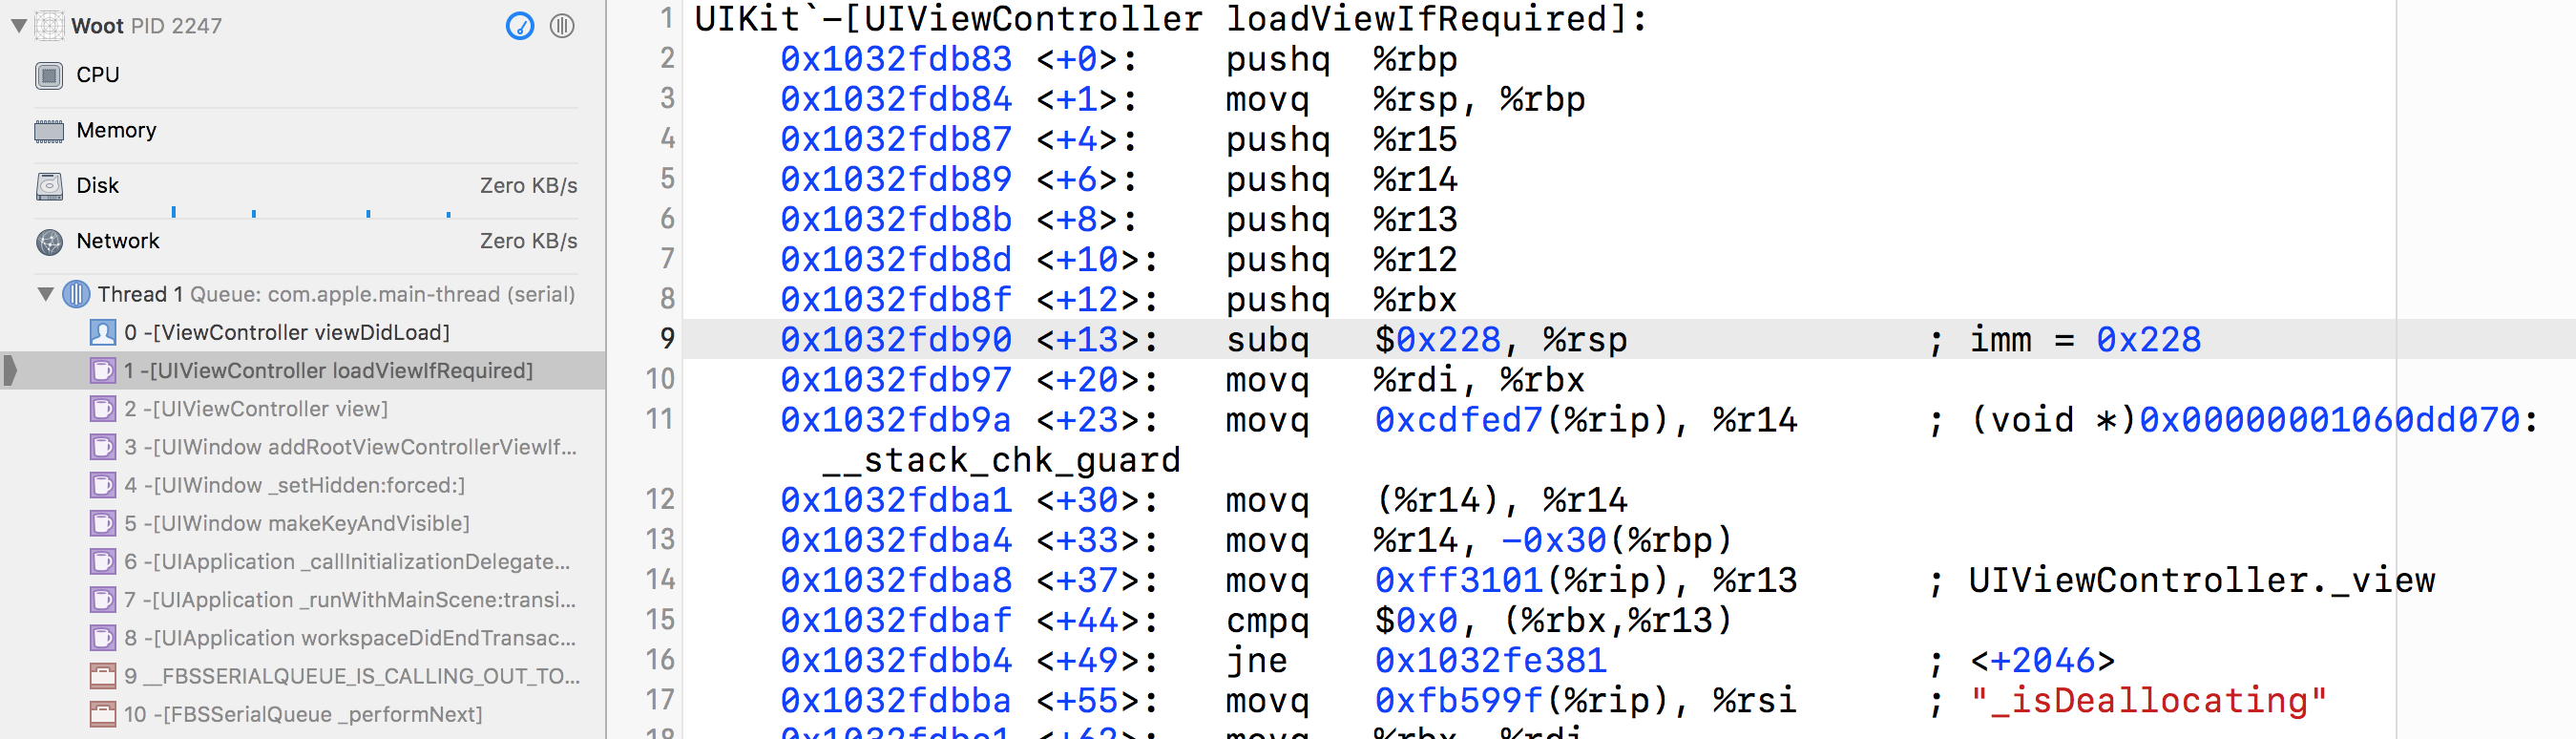 Woot PID 2247
CPU
Memory
Disk Zero KB/s
Network Zero KB/s
Thread 1 Queue: com.apple.main-thread (serial)
0 -[ViewController viewDidLoad]
1 -[UIViewController loadViewIfRequired]
2 -[UIViewController view]
3 -[UIWindow addRootViewControllerViewIf...
4 -[UIWindow _setHidden:forced:]
5 -[UIWindow makeKeyAndVisible]
6 -[UIApplication _callInitializationDelegate...
7 -[UIApplication _runWithMainScene:transi...
8 -[UIApplication workspaceDidEndTransac...
9 __FBSSERIALQUEUE_IS_CALLING_OUT_TO...
10 -[FBSSerialQueue _performNext]
1 UIKit`-[UIViewController loadViewIfRequired]:
2 0x1032fdb83 <+0>: pushq %rbp
3 0x1032fdb84 <+1>: movq %rsp, %rbp
4 0x1032fdb87 <+4>: pushq %r15
5 0x1032fdb89 <+6>: pushq %r14
6 0x1032fdb8b <+8>: pushq %r13
7 0x1032fdb8d <+10>: pushq %r12
8 0x1032fdb8f <+12>: pushq %rbx
9 0x1032fdb90 <+13>: subq $0x228, %rsp ; imm = 0x228
10 0x1032fdb97 <+20>: movq %rdi, %rbx
11 0x1032fdb9a <+23>: movq 0xcdfed7(%rip), %r14 ; (void *)0x00000001060dd070:
__stack_chk_guard
12 0x1032fdba1 <+30>: movq (%r14), %r14
13 0x1032fdba4 <+33>: movq %r14, -0x30(%rbp)
14 0x1032fdba8 <+37>: movq 0xff3101(%rip), %r13 ; UIViewController._view
15 0x1032fdbaf <+44>: cmpq $0x0, (%rbx,%r13)
16 0x1032fdbb4 <+49>: jne 0x1032fe381 ; <+2046>
17 0x1032fdbba <+55>: movq 0xfb599f(%rip), %rsi ; "_isDeallocating"